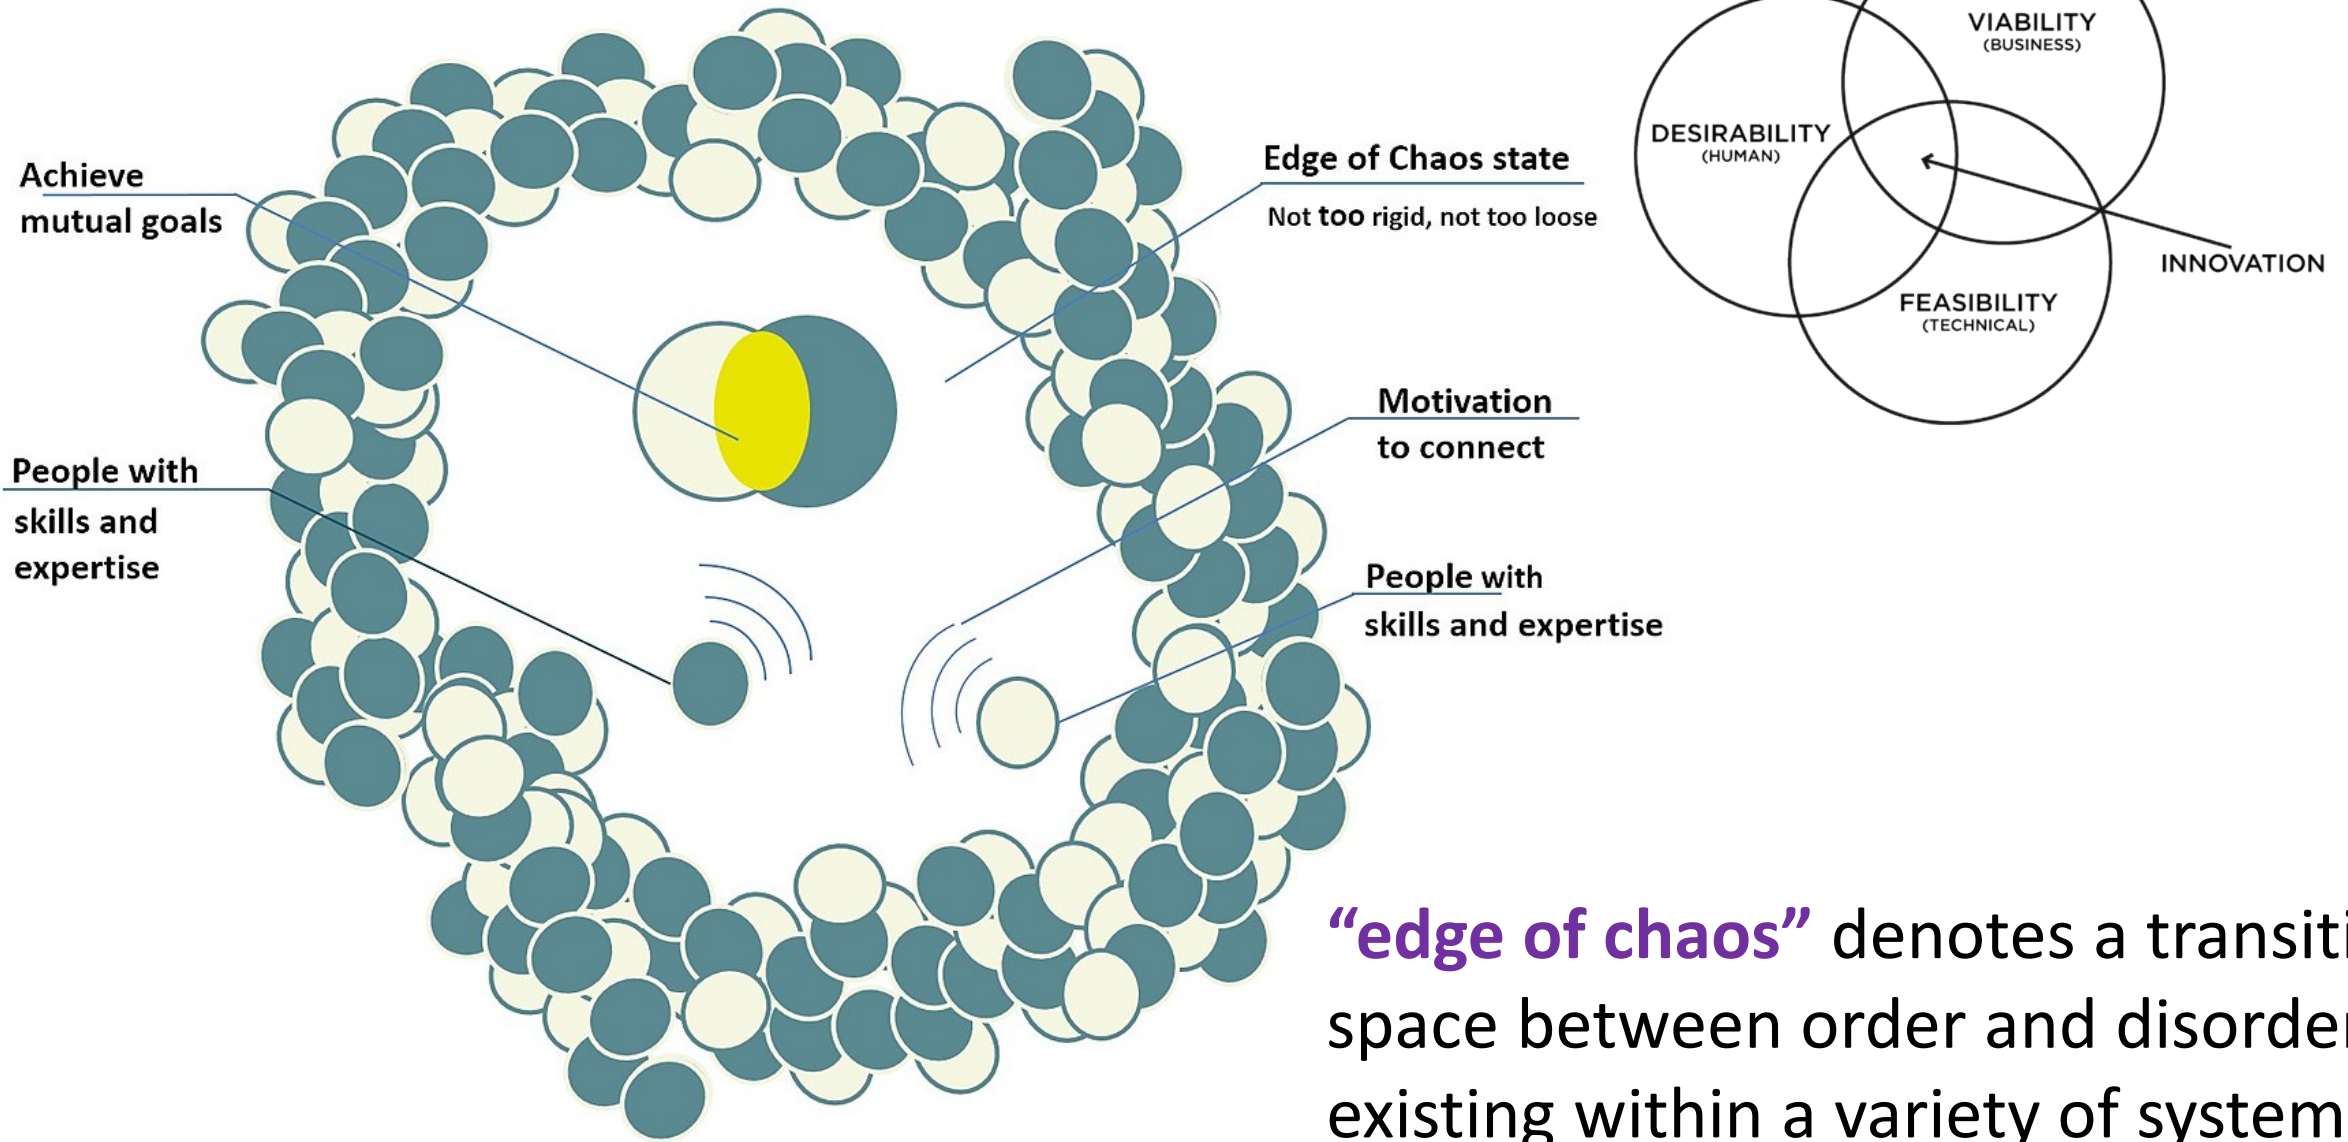 Achieve
mutual goals
People with
skills and
expertise
Edge of Chaos state
Not too rigid, not too loose
Motivation
to connect
People with
skills and expertise
VIABILITY
(BUSINESS)
DESIRABILITY
(HUMAN)
FEASIBILITY
(TECHNICAL)
INNOVATION
“edge of chaos” denotes a transiti
space between order and disorder
existing within a variety of system